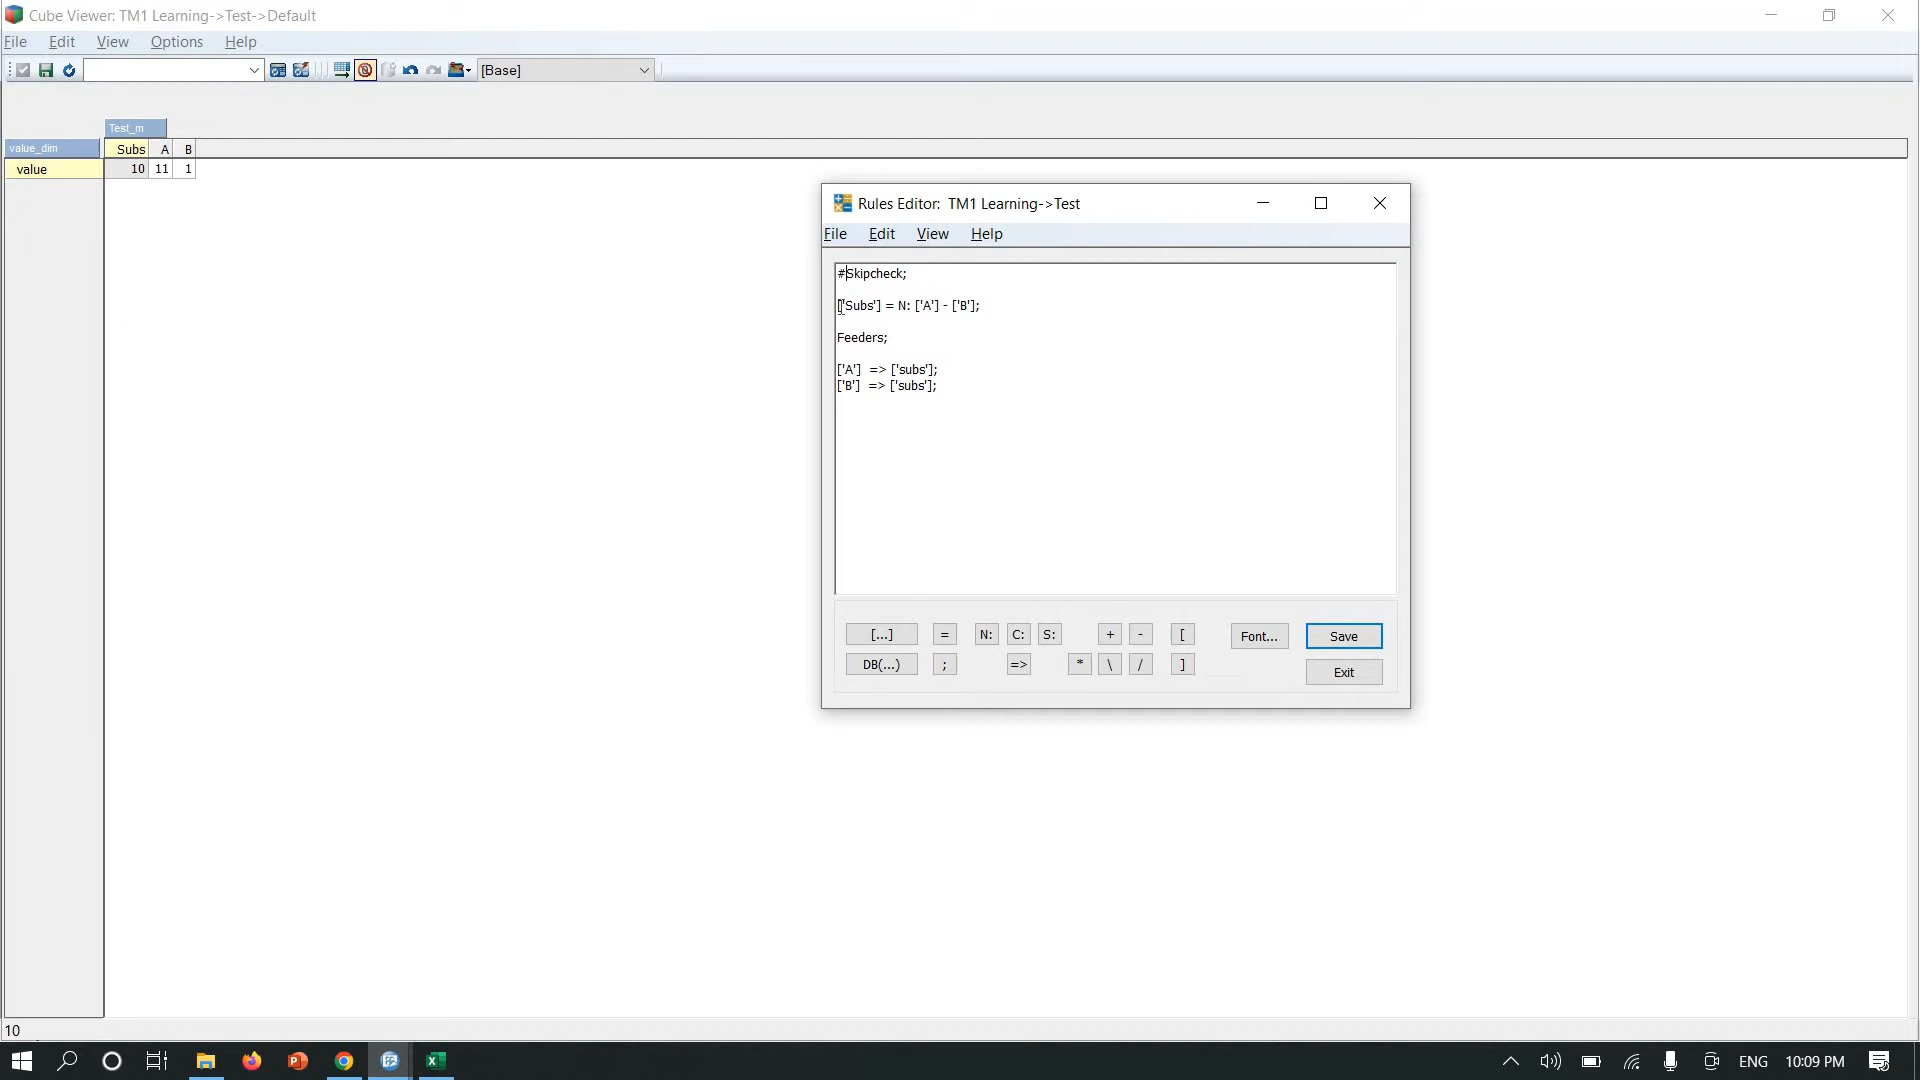 Cube Viewer: TM1 Learning->Test->Default
File Edit View Options Help
[Base]
Test_m
value_dim Subs A B
value 10 11 1
Rules Editor: TM1 Learning->Test
File Edit View Help
#Skipcheck;
['Subs'] = N: ['A'] - ['B'];
Feeders;
['A'] => ['subs'];
['B'] => ['subs'];
[...] = N: C: S: + - [ Font... Save
DB(...) ; => * \ / ] Exit
10
ENG 10:09 PM